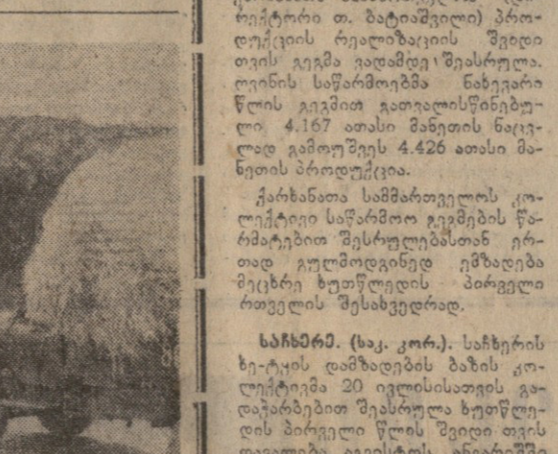 რექტორი თ. ბატიაშვილი) პრო-
დუქციის რეალიზაციის შვიდი
თვის გეგმა ვადამდე შეასრულა.
ღვინის საწარმოებმა ნახევარი
წლის გეგმით გათვალისწინებუ-
ლი 4.167 ათასი მანეთის ნაცვ-
ლად გამოუშვეს 4.426 ათასი მა-
ნეთის პროდუქცია.
ქარხანათა სამმართველოს კო-
ლექტივი საწარმოო გეგმების წა-
რმატებით შესრულებასთან ერ-
თად გულმოდგინედ ემზადება
მეცხრე ხუთწლედის პირველი
რთველის შესახვედრად.
საჩხერე. (საკ. კორ.). საჩხერის
ხე-ტყის დამზადების ბაზის კო-
ლექტივმა 20 ივლისისათვის გა-
დაჭარბებით შეასრულა ხუთწლე-
დის პირველი წლის შვიდი თვის